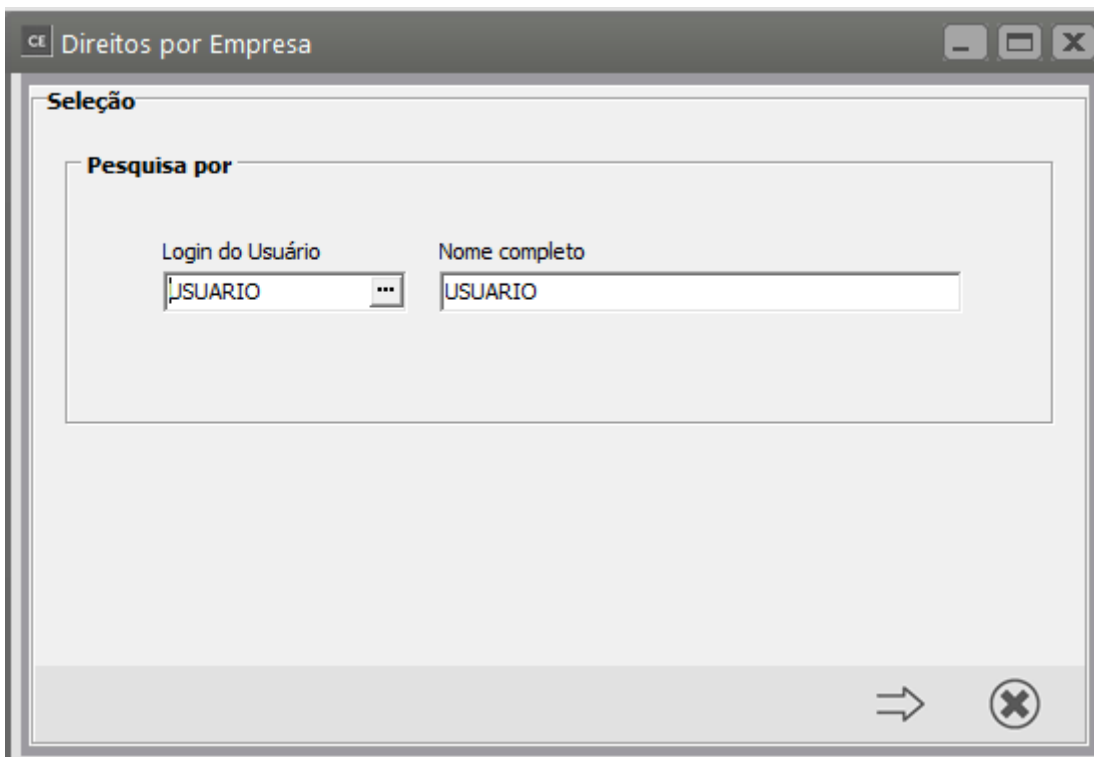 CE Direitos por Empresa
Seleção
Pesquisa por
Login do Usuário Nome completo
USUARIO ... USUARIO